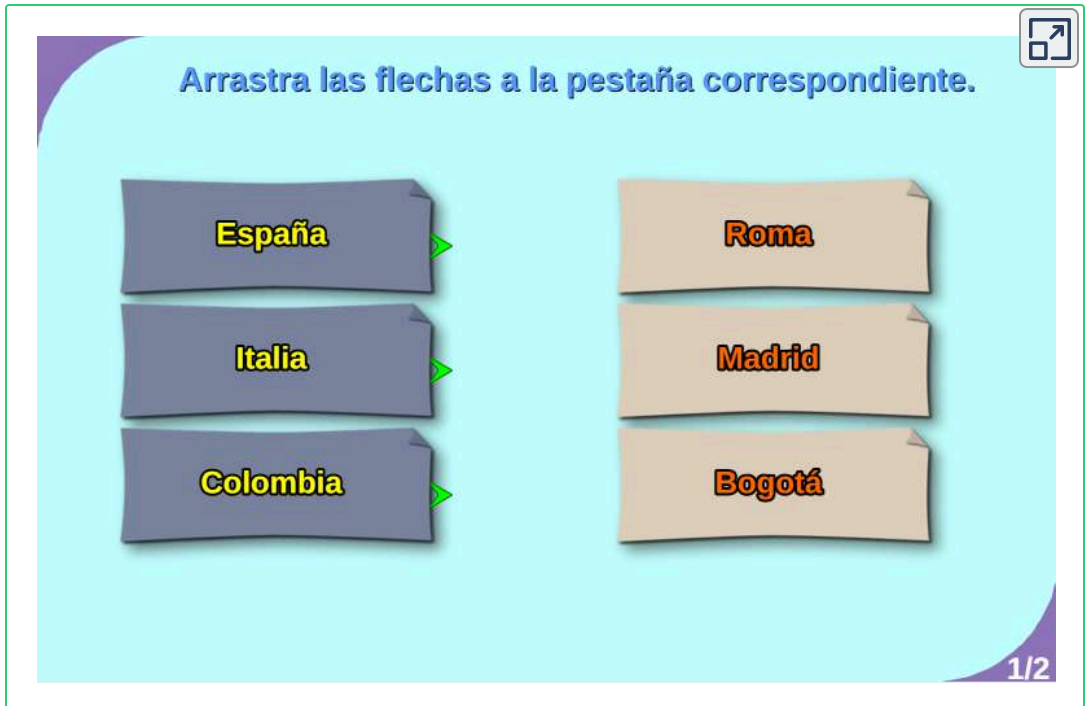 Arrastra las flechas a la pestaña correspondiente.
España
Roma
Italia
Madrid
Colombia
Bogotá
1/2